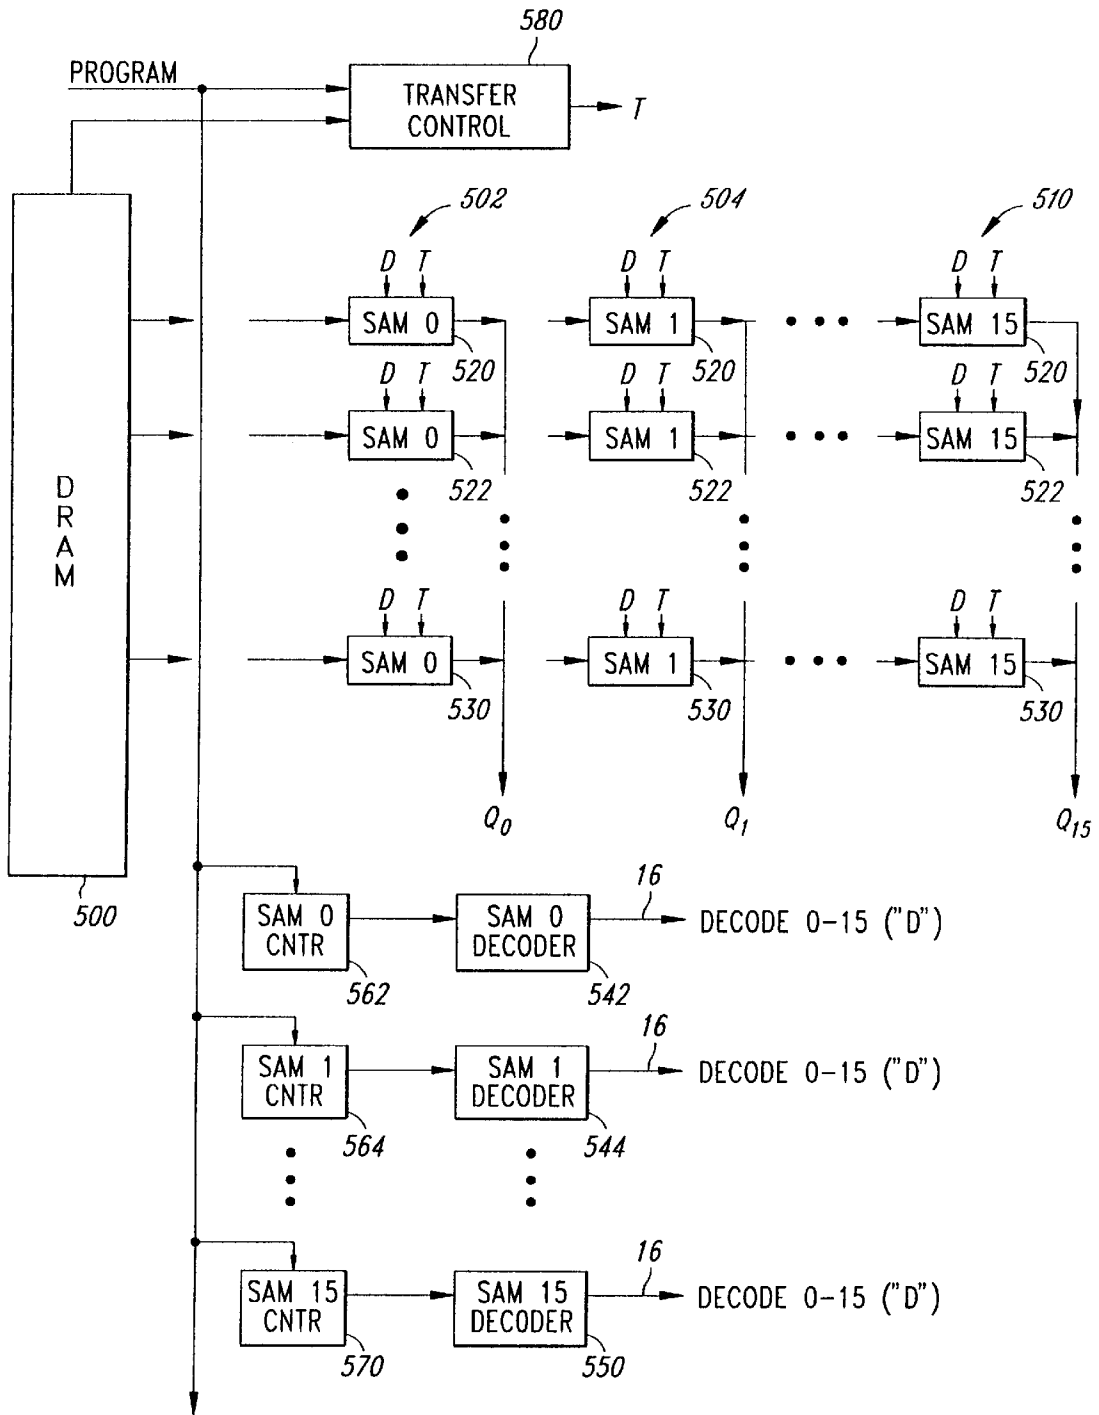 580
PROGRAM
TRANSFER
CONTROL
T
502
504
510
D T
D T
D T
SAM 0
SAM 1
SAM 15
520
520
520
D T
D T
D T
SAM 0
SAM 1
SAM 15
522
522
522
DRAM
D T
D T
D T
SAM 0
SAM 1
SAM 15
530
530
530
Q0
Q1
Q15
500
SAM 0
CNTR
562
SAM 0
DECODER
542
16
DECODE 0-15 ("D")
SAM 1
CNTR
564
SAM 1
DECODER
544
16
DECODE 0-15 ("D")
SAM 15
CNTR
570
SAM 15
DECODER
550
16
DECODE 0-15 ("D")